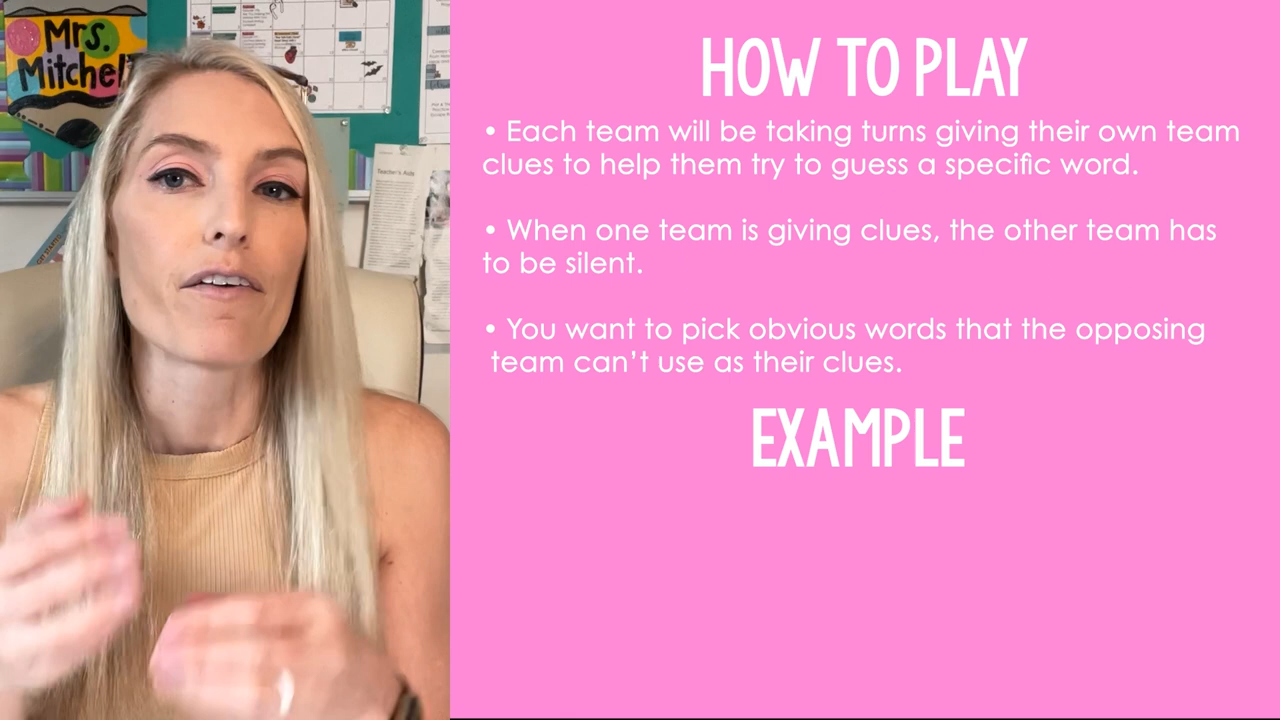 Mrs.
Mitchel
Teacher's Aids
HOW TO PLAY
• Each team will be taking turns giving their own team
clues to help them try to guess a specific word.
• When one team is giving clues, the other team has
to be silent.
• You want to pick obvious words that the opposing
team can't use as their clues.
EXAMPLE